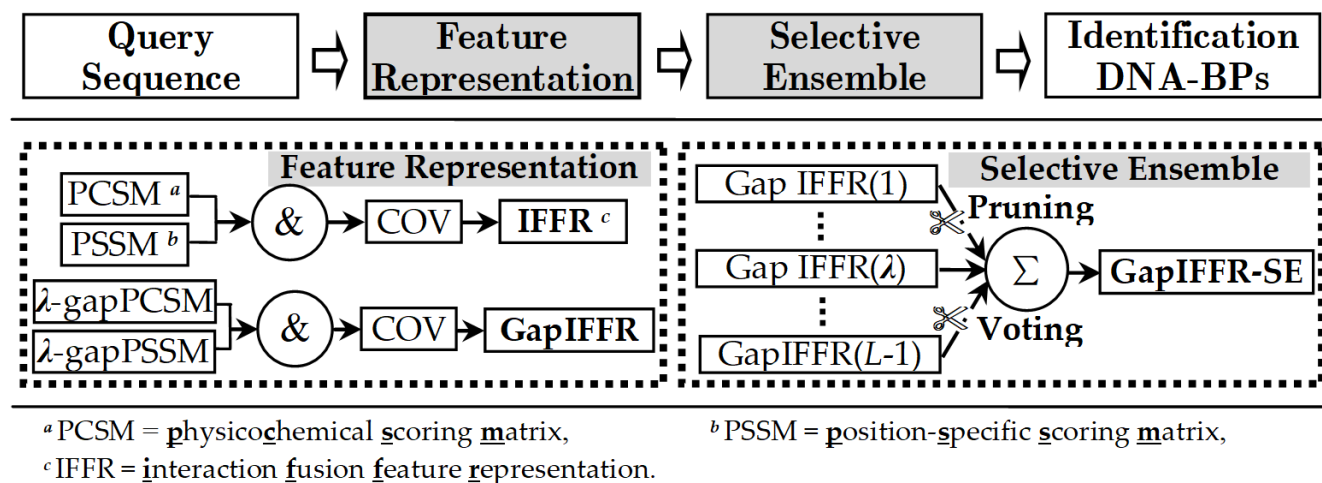 Query
Sequence
Feature
Representation
Selective
Ensemble
Identification
DNA-BPs
Feature Representation
PCSM a
PSSM b
&
COV
IFFR c
λ-gapPCSM
λ-gapPSSM
&
COV
GapIFFR
Selective Ensemble
Gap IFFR(1)
Gap IFFR(λ)
GapIFFR(L-1)
Pruning
Σ
Voting
GapIFFR-SE
a PCSM = physicochemical scoring matrix,
b PSSM = position-specific scoring matrix,
c IFFR = interaction fusion feature representation.